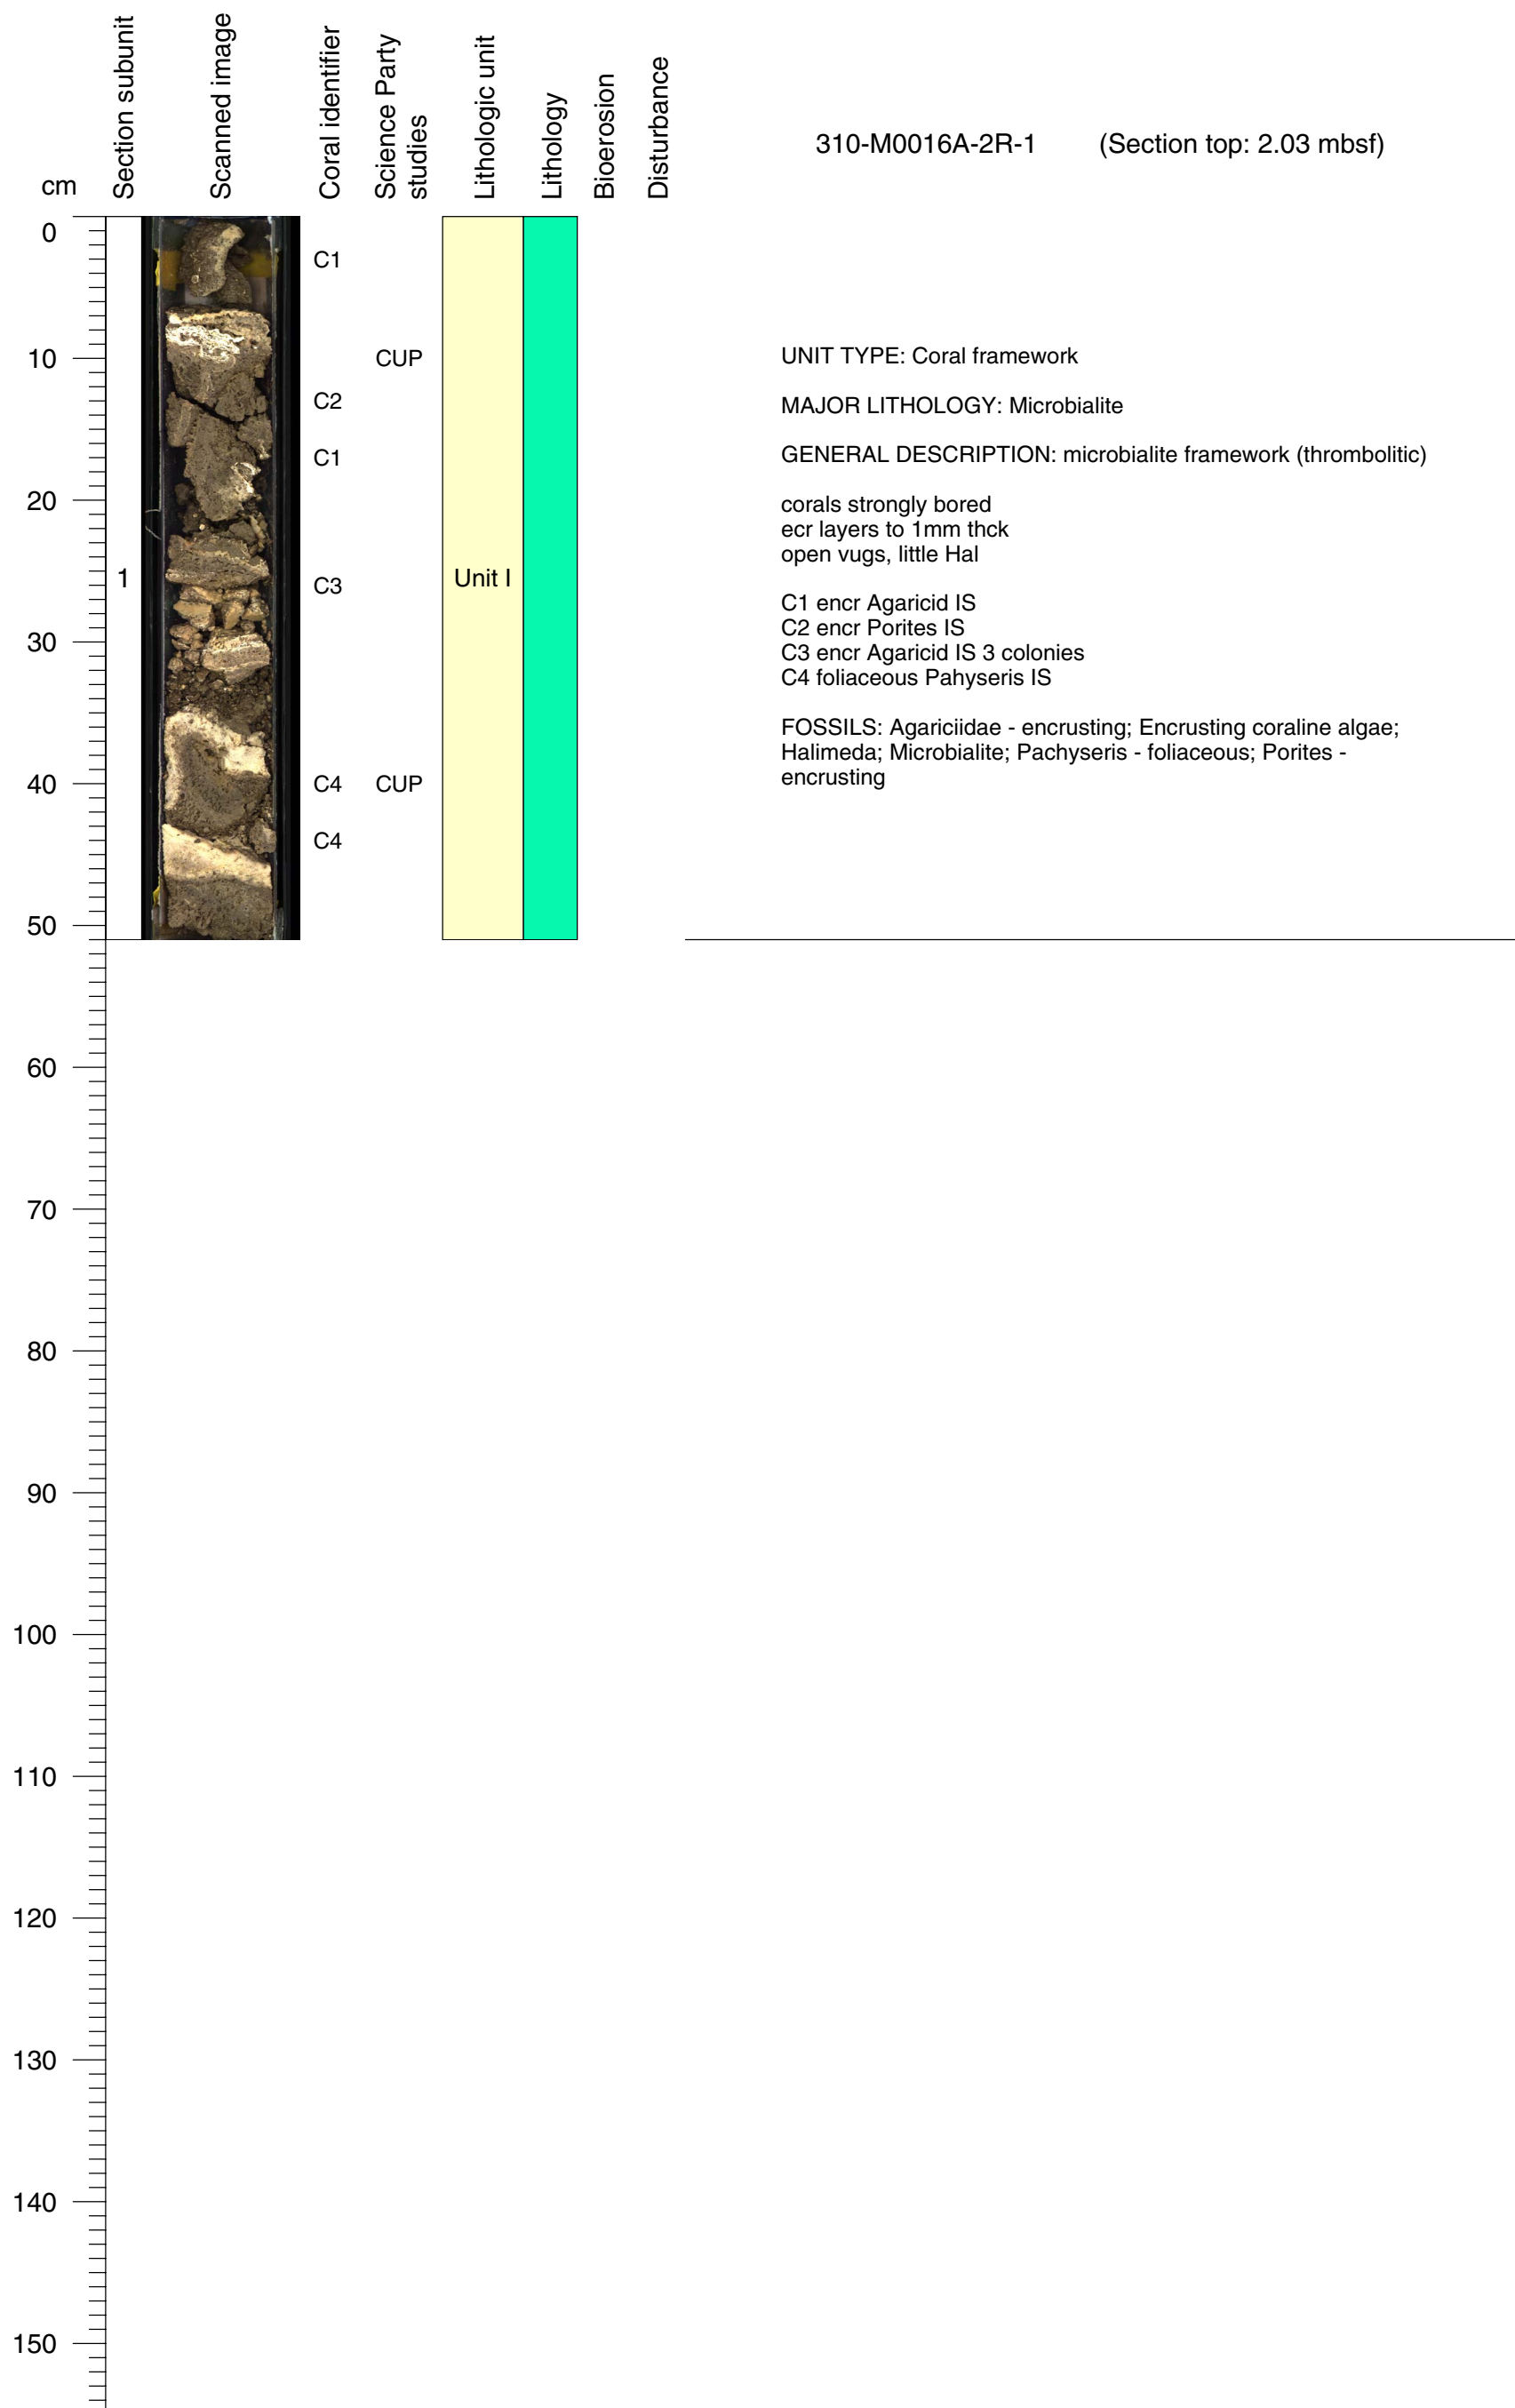 Section subunit
Scanned image
Coral identifier
Science Party
studies
Lithologic unit
Lithology
Bioerosion
Disturbance
310-M0016A-2R-1 (Section top: 2.03 mbsf)
cm
0
C1
10
CUP
UNIT TYPE: Coral framework
C2
MAJOR LITHOLOGY: Microbialite
C1
GENERAL DESCRIPTION: microbialite framework (thrombolitic)
20
corals strongly bored
ecr layers to 1mm thck
open vugs, little Hal
1
C3
Unit I
C1 encr Agaricid IS
C2 encr Porites IS
30
C3 encr Agaricid IS 3 colonies
C4 foliaceous Pahyseris IS
FOSSILS: Agariciidae - encrusting; Encrusting coraline algae;
Halimeda; Microbialite; Pachyseris - foliaceous; Porites -
encrusting
40
C4
CUP
C4
50
60
70
80
90
100
110
120
130
140
150